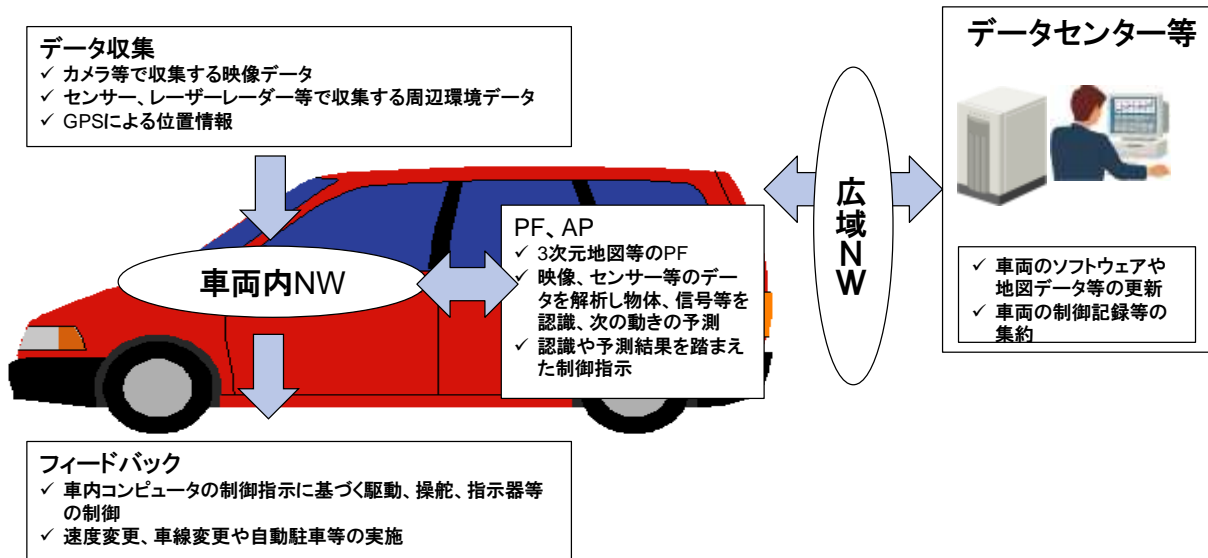 データ収集
✓ カメラ等で収集する映像データ
✓ センサー、レーザーレーダー等で収集する周辺環境データ
✓ GPSによる位置情報
車両内NW
PF、AP
✓ 3次元地図等のPF
✓ 映像、センサー等のデー
タを解析し物体、信号等を
認識、次の動きの予測
✓ 認識や予測結果を踏まえ
た制御指示
フィードバック
✓ 車内コンピュータの制御指示に基づく駆動、操舵、指示器等
の制御
✓ 速度変更、車線変更や自動駐車等の実施
広域NW
データセンター等
✓ 車両のソフトウェアや
地図データ等の更新
✓ 車両の制御記録等の
集約